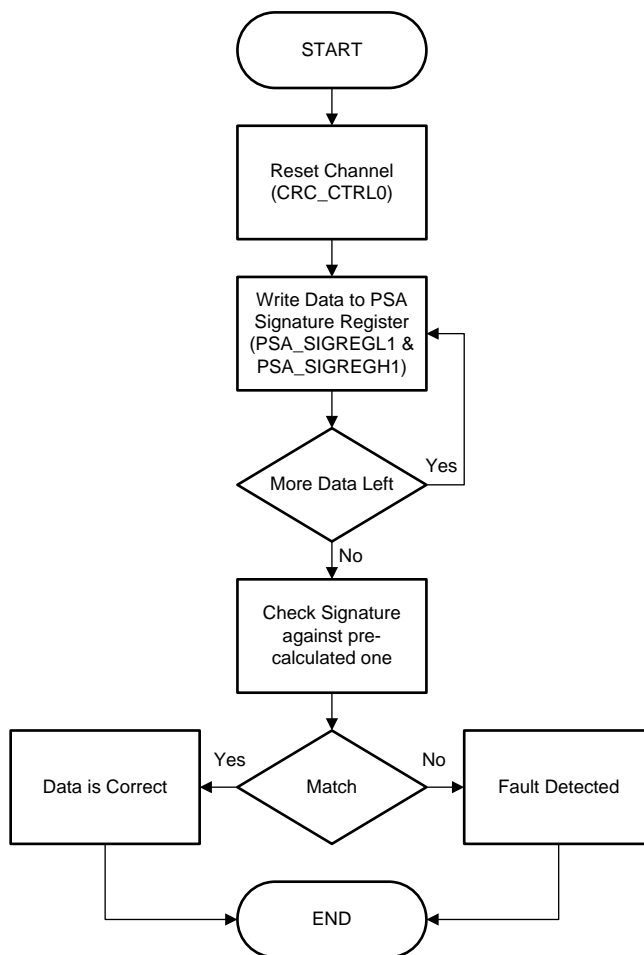 START
Reset Channel
(CRC_CTRL0)
Write Data to PSA
Signature Register
(PSA_SIGREGL1 &
PSA_SIGREGH1)
More Data Left
Yes
No
Check Signature
against pre-
calculated one
Yes
No
Data is Correct
Match
Fault Detected
END